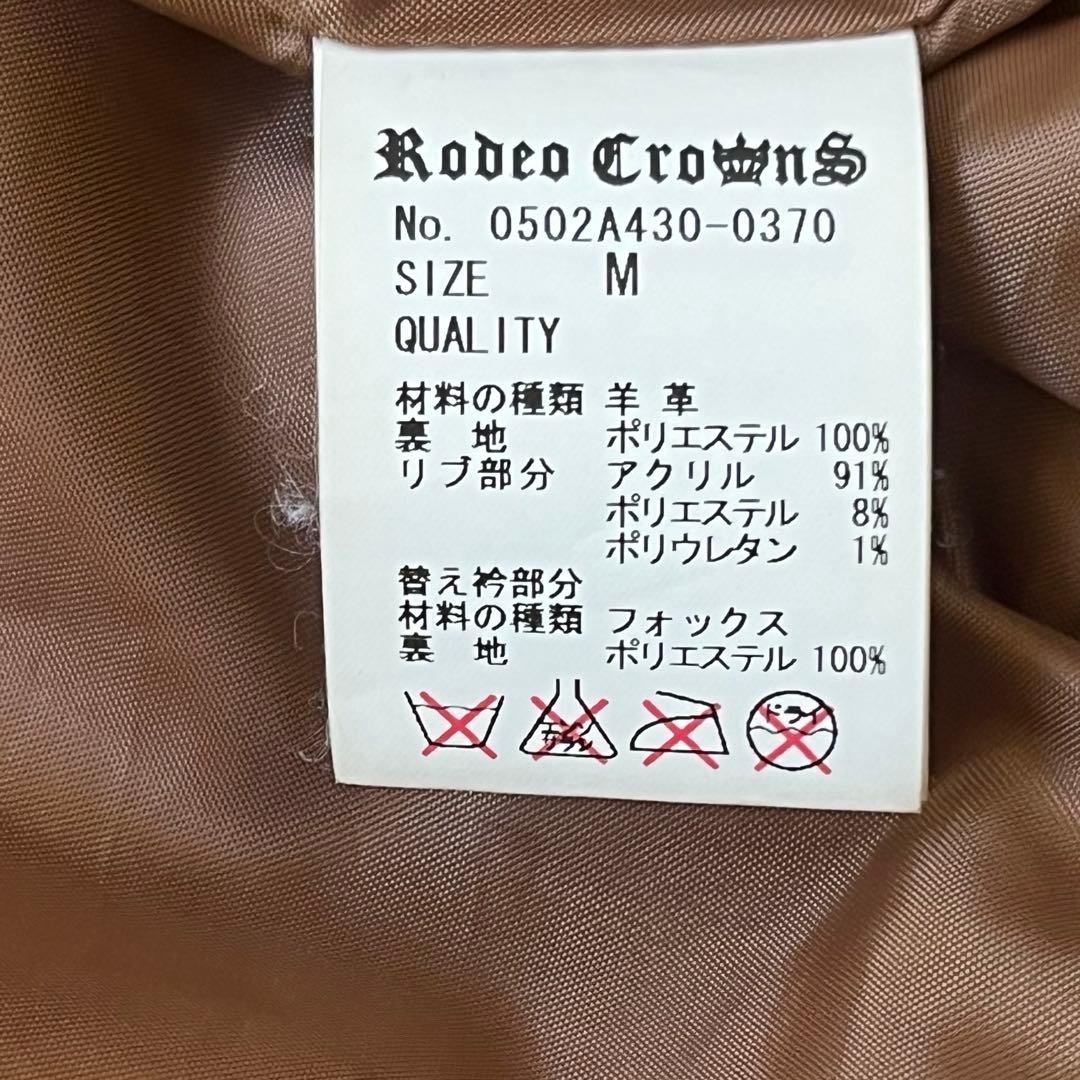 Rodeo CrownS
No. 0502A430-0370
SIZE M
QUALITY
材料の種類 羊 革
裏 地 ポリエステル 100%
リブ部分 アクリル 91%
ポリエステル 8%
ポリウレタン 1%
替え衿部分
材料の種類 フォックス
裏 地 ポリエステル 100%
ドライ